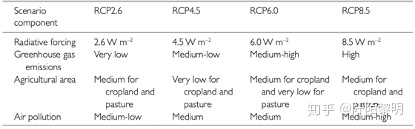 Scenario component RCP2.6 RCP4.5 RCP6.0 RCP8.5
Radiative forcing 2.6 W m−2 4.5 W m−2 6.0 W m−2 8.5 W m−2
Greenhouse gas emissions Very low Medium-low Medium-high High
Agricultural area Medium for cropland and pasture Very low for cropland and pasture Medium for cropland and very low for pasture Medium for cropland and pasture
Air pollution Medium-low Medium Medium Medium-high
知乎